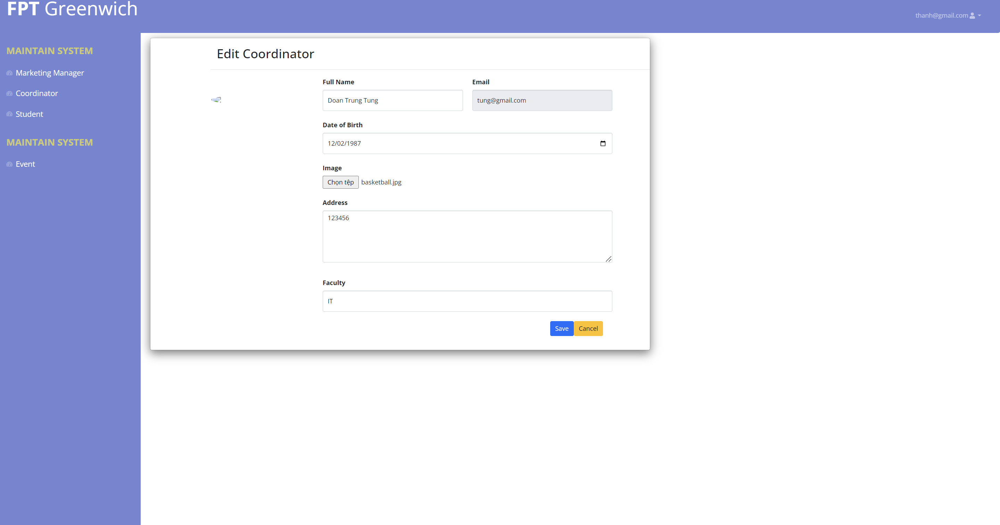 FPT Greenwich
thanh@gmail.com
MAINTAIN SYSTEM
Marketing Manager
Coordinator
Student
MAINTAIN SYSTEM
Event
Edit Coordinator
Full Name
Email
Doan Trung Tung
tung@gmail.com
Date of Birth
12/02/1987
Image
Chọn tệp basketball.jpg
Address
123456
Faculty
IT
Save
Cancel